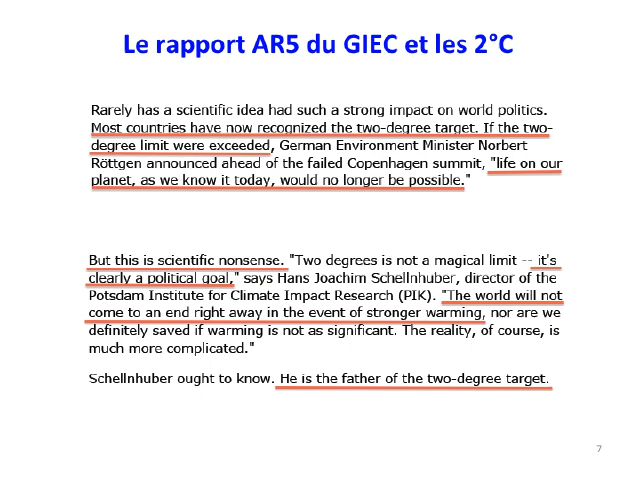 Le rapport AR5 du GIEC et les 2°C
Rarely has a scientific idea had such a strong impact on world politics.
Most countries have now recognized the two-degree target. If the two-
degree limit were exceeded, German Environment Minister Norbert
Röttgen announced ahead of the failed Copenhagen summit, "life on our
planet, as we know it today, would no longer be possible."
But this is scientific nonsense. "Two degrees is not a magical limit -- it's
clearly a political goal," says Hans Joachim Schellnhuber, director of the
Potsdam Institute for Climate Impact Research (PIK). "The world will not
come to an end right away in the event of stronger warming, nor are we
definitely saved if warming is not as significant. The reality, of course, is
much more complicated."
Schellnhuber ought to know. He is the father of the two-degree target.
7